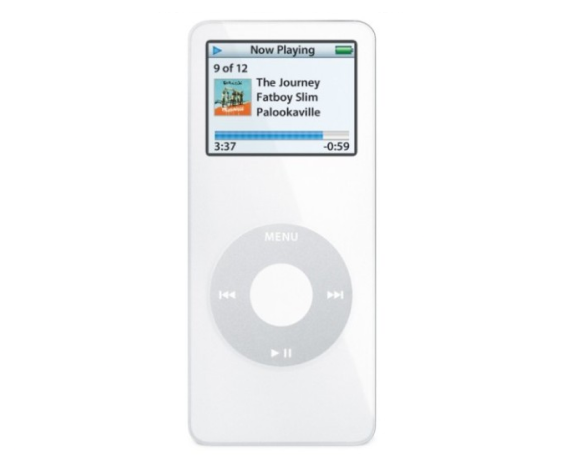 Now Playing
9 of 12
The Journey
Fatboy Slim
Palookaville
3:37 -0:59
MENU